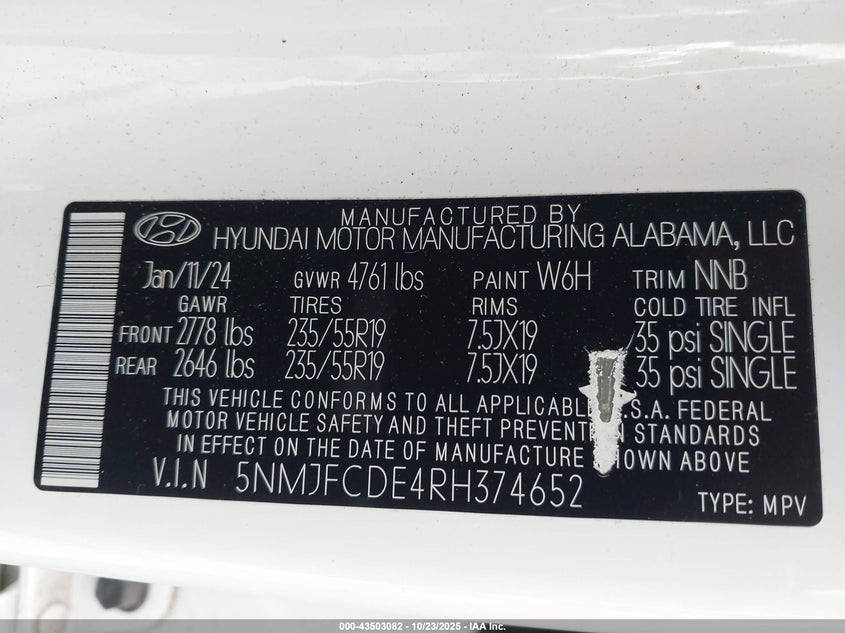 MANUFACTURED BY
HYUNDAI MOTOR MANUFACTURING ALABAMA, LLC
Jan/11/24 GVWR 4761 lbs PAINT W6H TRIM NNB
GAWR TIRES RIMS COLD TIRE INFL
FRONT 2778 lbs 235/55R19 7.5JX19 35 psi SINGLE
REAR 2646 lbs 235/55R19 7.5JX19 35 psi SINGLE
THIS VEHICLE CONFORMS TO ALL APPLICABL .S.A. FEDERAL
MOTOR VEHICLE SAFETY AND THEFT PREVENTI N STANDARDS
IN EFFECT ON THE DATE OF MANUFACTURE OWN ABOVE
V.I.N 5NMJFCDE4RH374652 TYPE: MPV
000-43503082 - 10/23/2025 - IAA Inc.